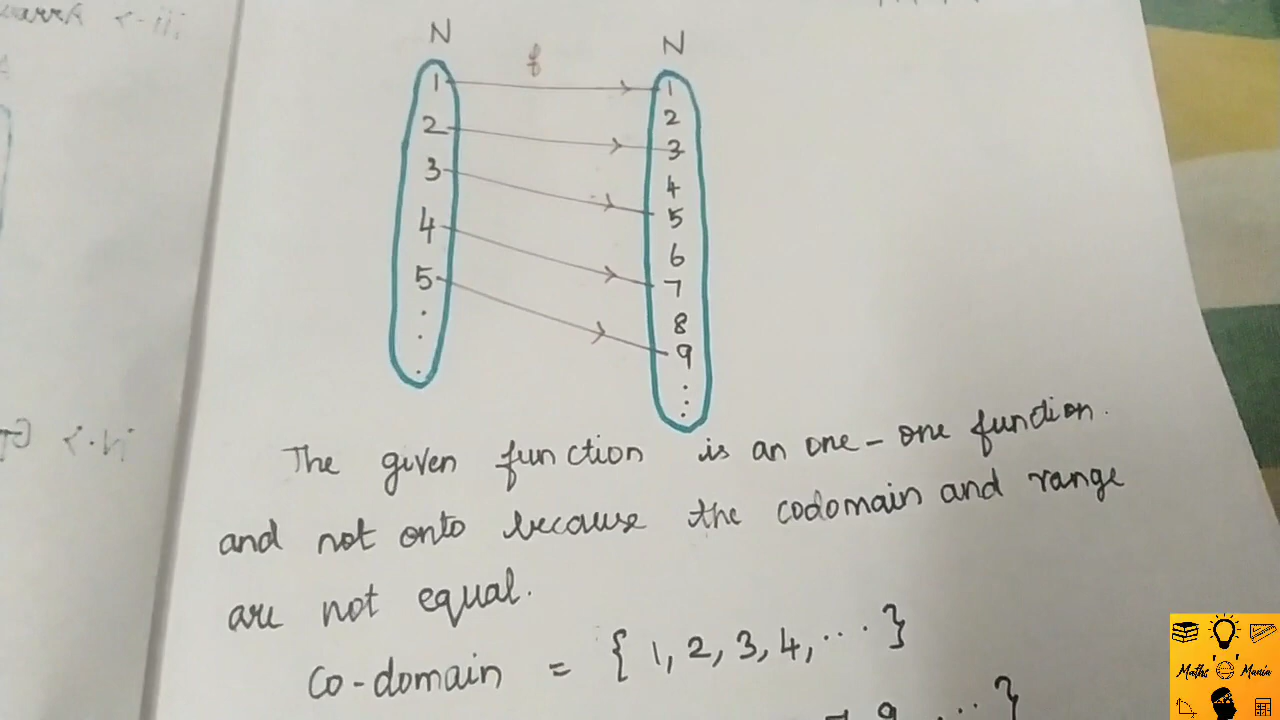 N f N
1 1
2 2
3 3
4 4
5 5
6
7
8
9
The given function is an one-one function.
and not onto because the codomain and range
are not equal.
Co-domain = { 1, 2, 3, 4, ... }
9, ... }
Maths Mania